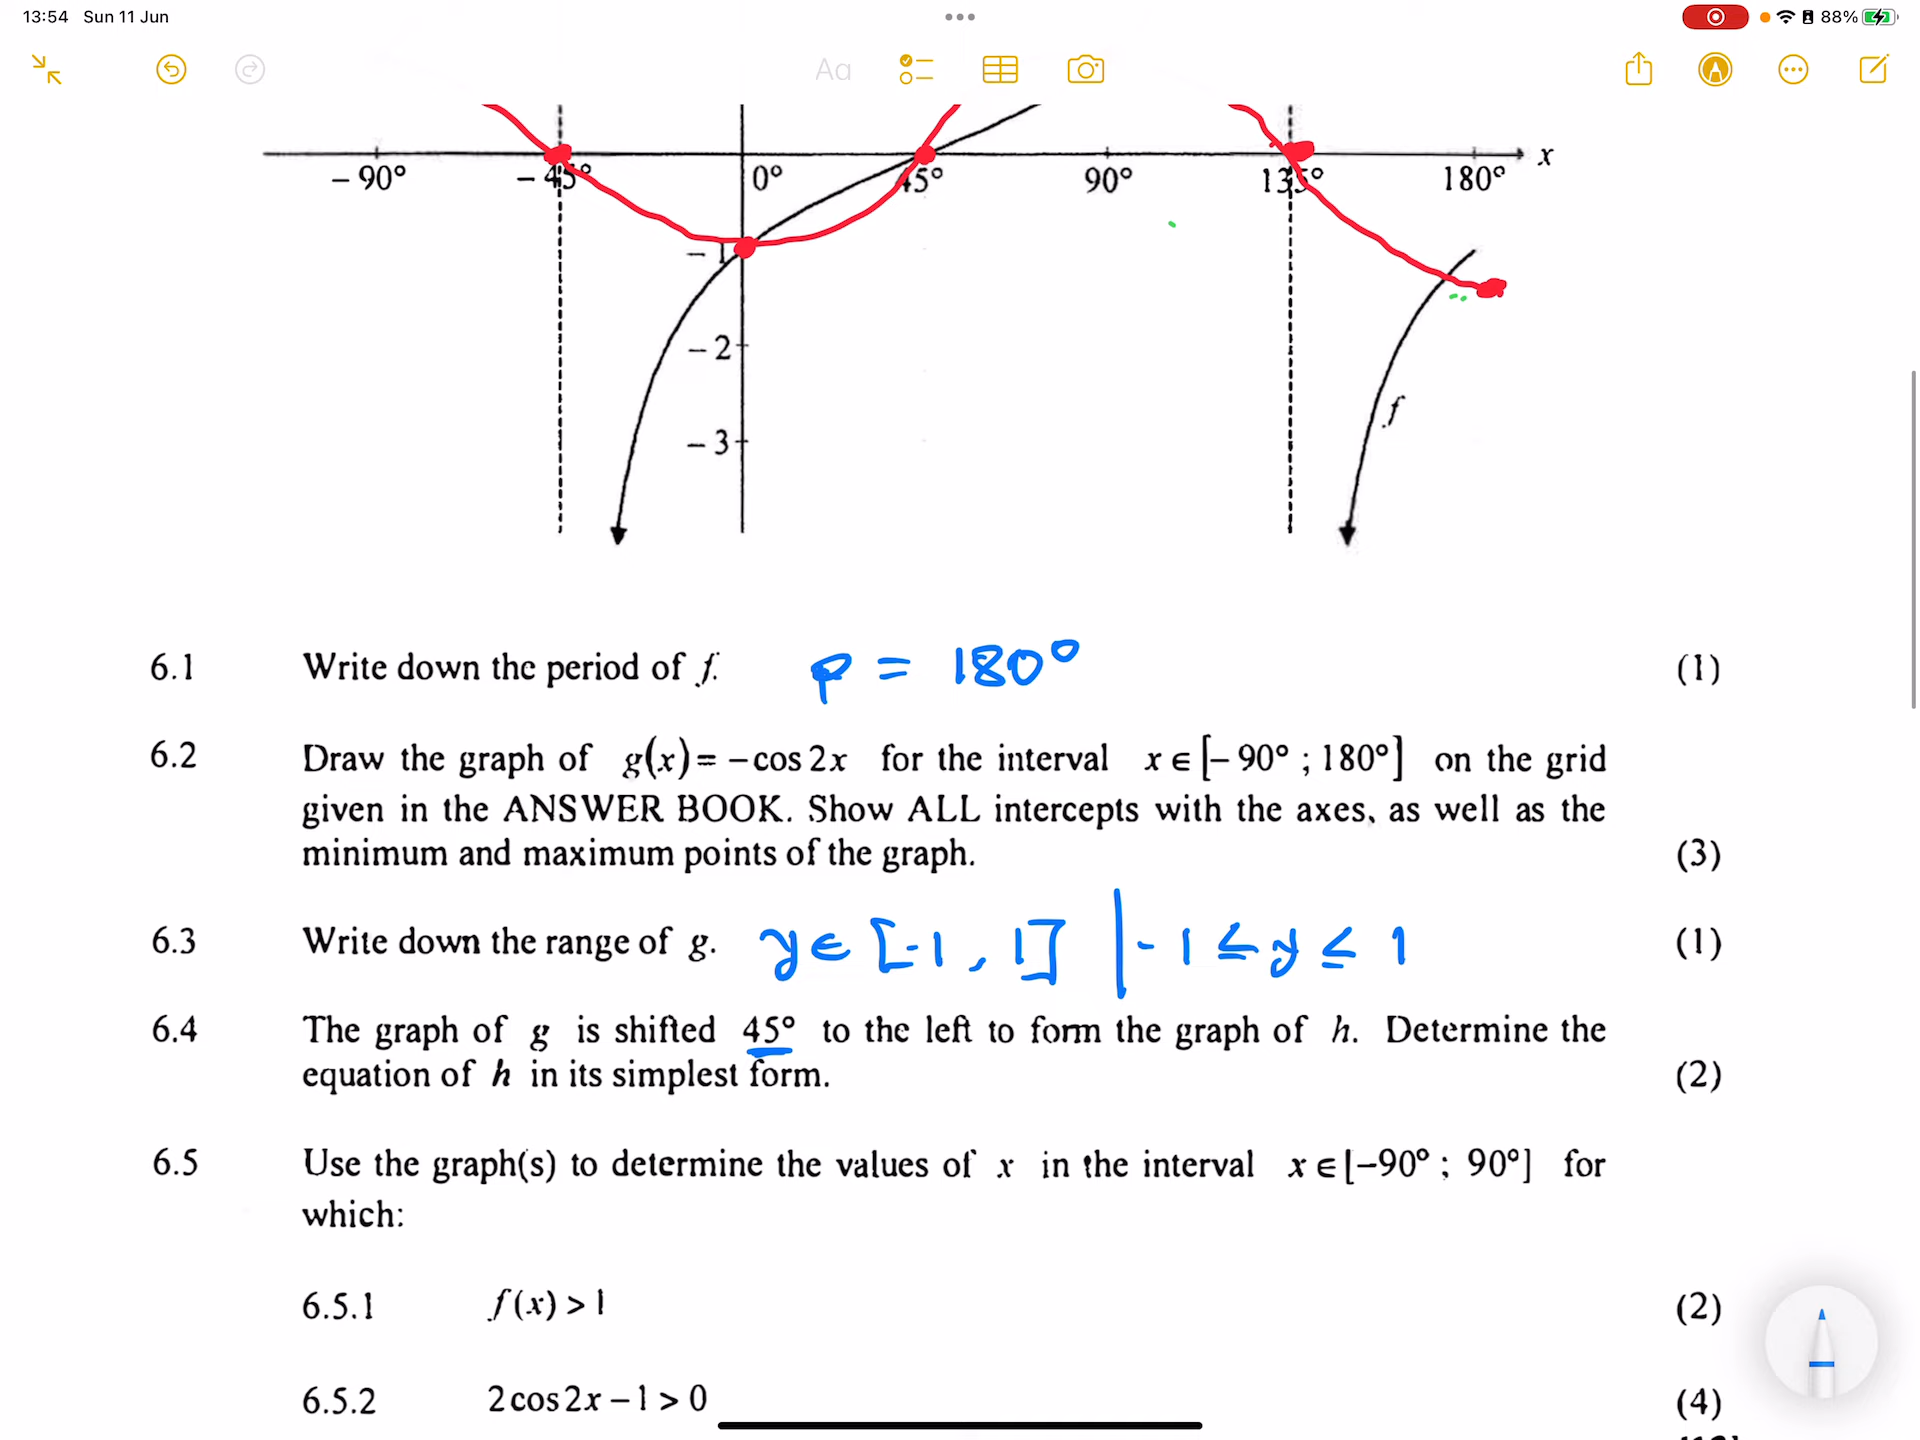 13:54 Sun 11 Jun
88%
Aa
x
– 90° – 45° 0° 45° 90° 135° 180°
– 1
– 2
– 3
f
6.1 Write down the period of f. P = 180° (1)
6.2 Draw the graph of g(x) = – cos 2x for the interval x ∈ [– 90° ; 180°] on the grid
given in the ANSWER BOOK. Show ALL intercepts with the axes, as well as the
minimum and maximum points of the graph. (3)
6.3 Write down the range of g. y ∈ [-1 , 1] | -1 ≤ y ≤ 1 (1)
6.4 The graph of g is shifted 45° to the left to form the graph of h. Determine the
equation of h in its simplest form. (2)
6.5 Use the graph(s) to determine the values of x in the interval x ∈ [–90° ; 90°] for
which:
6.5.1 f(x) > 1 (2)
6.5.2 2 cos 2x – 1 > 0 (4)